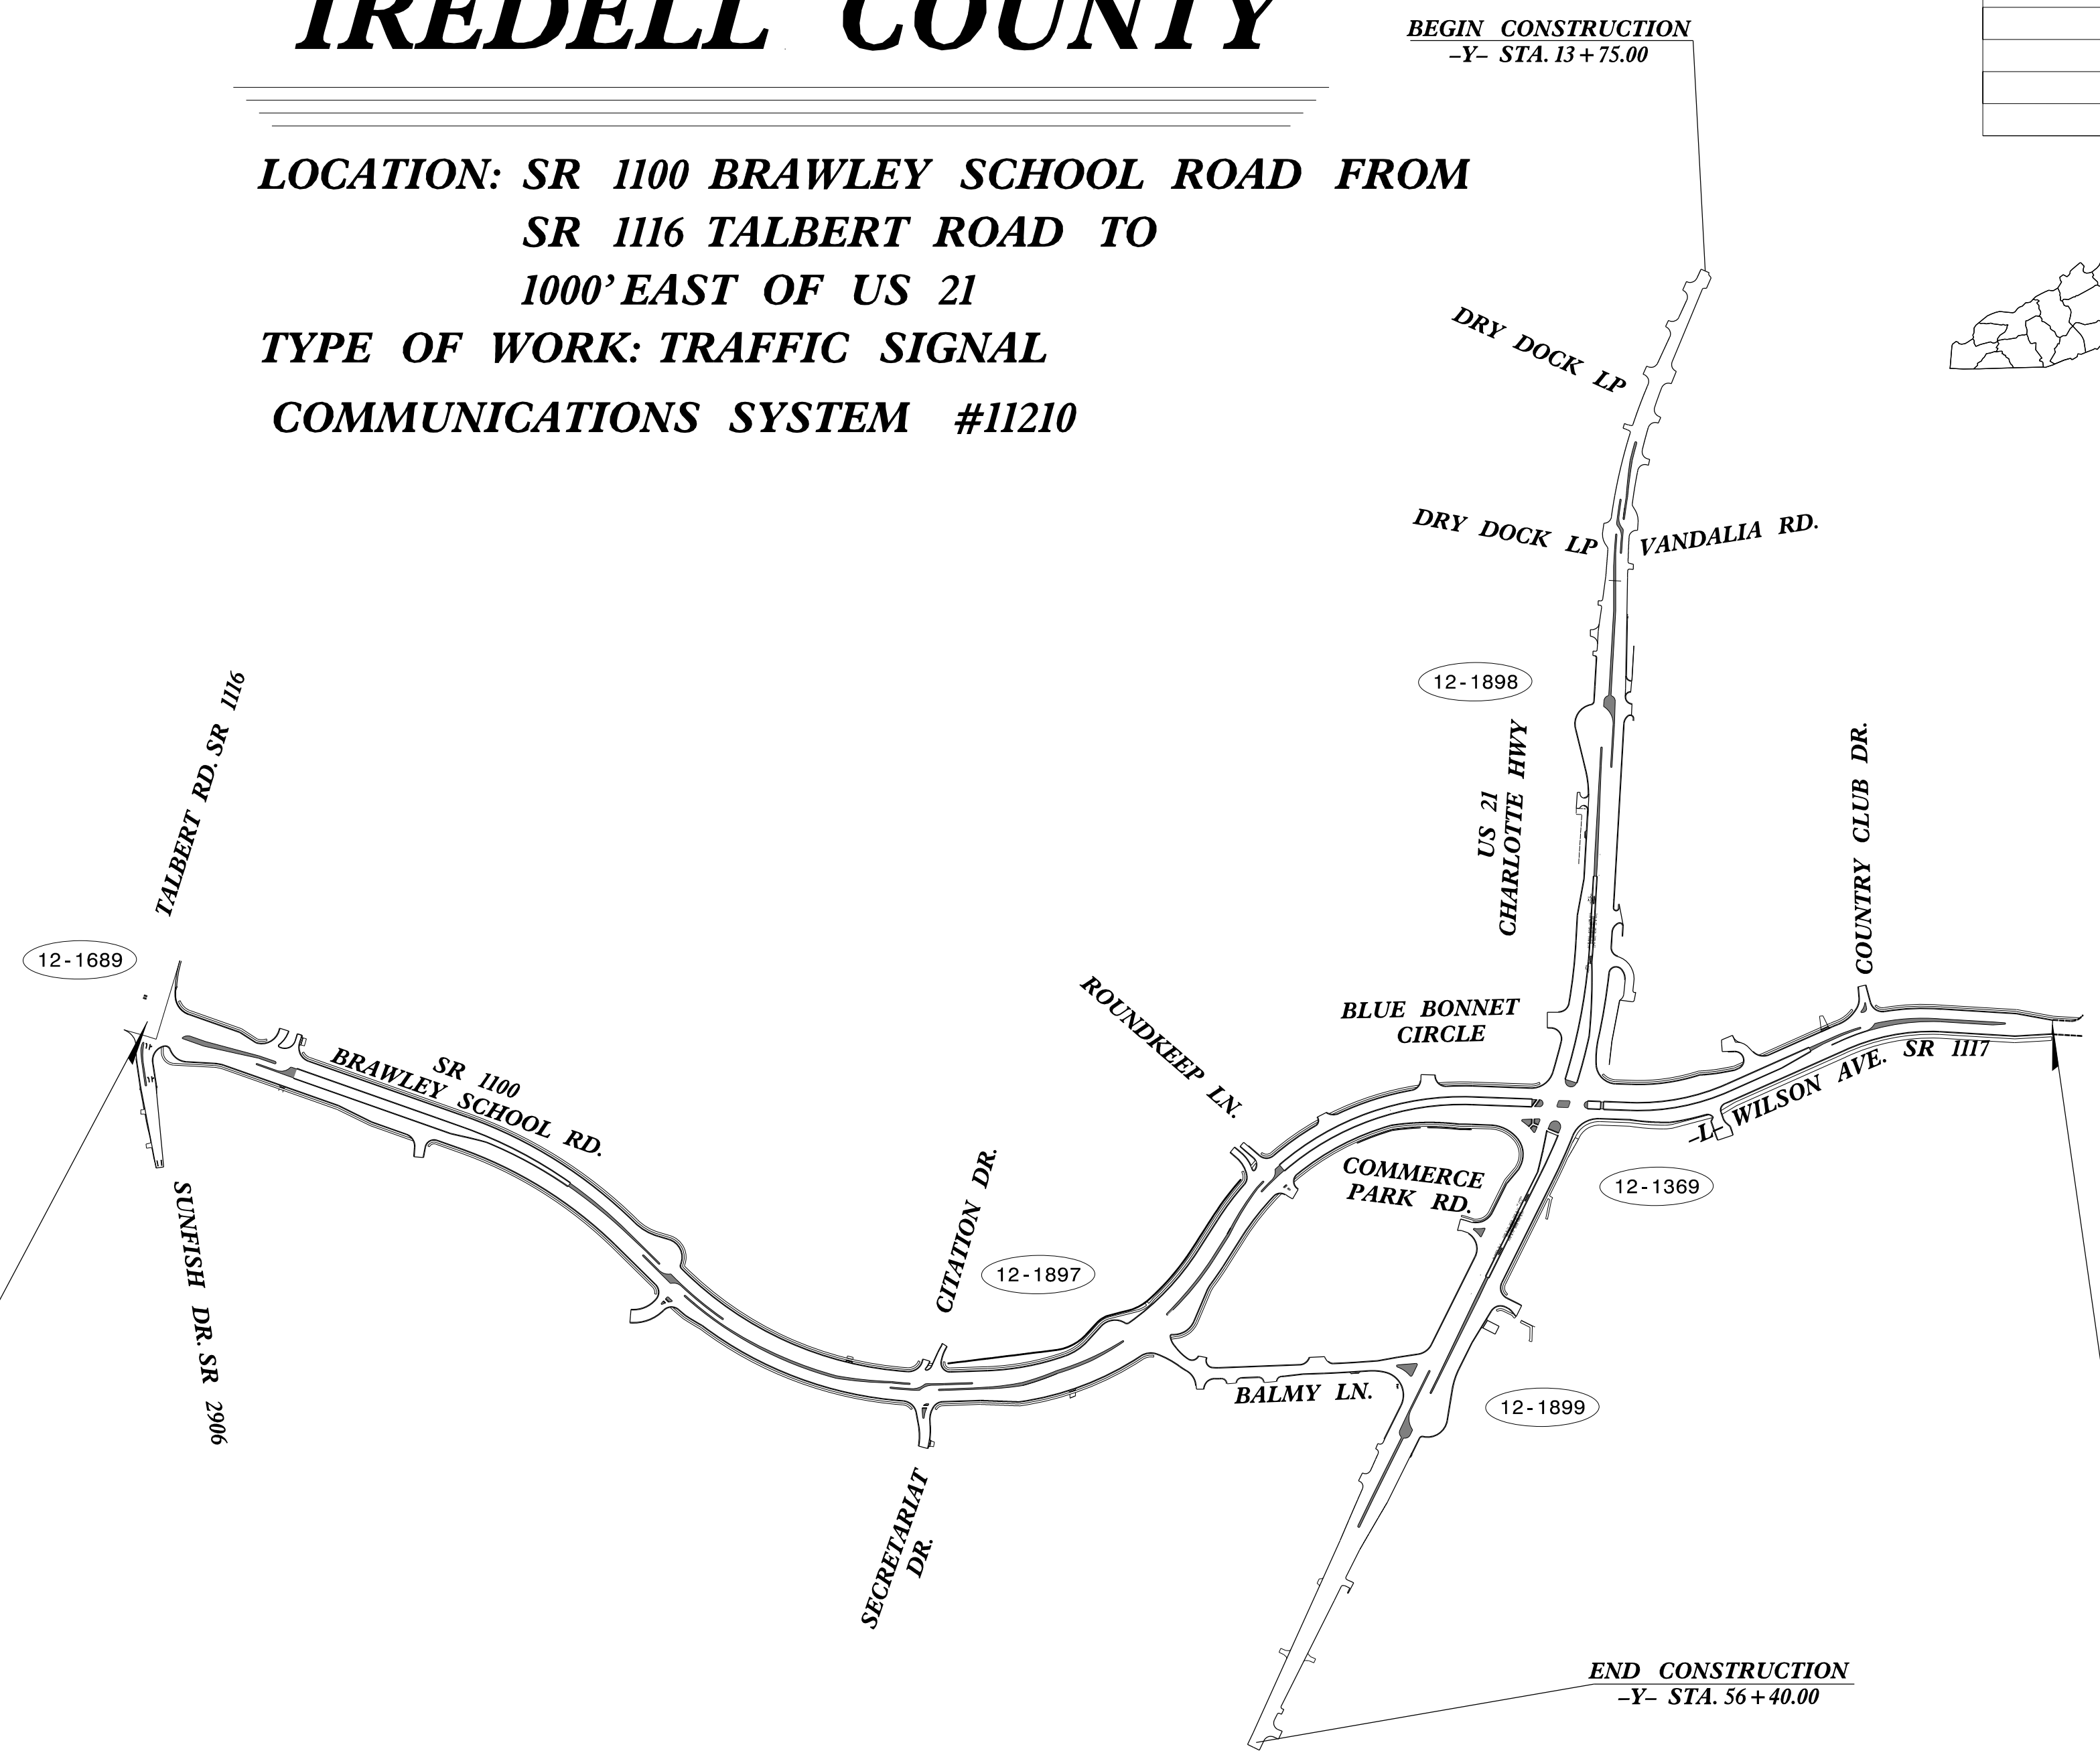 IREDELL COUNTY
BEGIN CONSTRUCTION
–Y– STA. 13+75.00
LOCATION: SR 1100 BRAWLEY SCHOOL ROAD FROM
SR 1116 TALBERT ROAD TO
1000' EAST OF US 21
TYPE OF WORK: TRAFFIC SIGNAL
COMMUNICATIONS SYSTEM #11210
DRY DOCK LP
DRY DOCK LP
VANDALIA RD.
12-1898
US 21
CHARLOTTE HWY
COUNTRY CLUB DR.
TALBERT RD. SR 1116
12-1689
SR 1100
BRAWLEY SCHOOL RD.
SUNFISH DR. SR 2906
ROUNDKEEP LN.
BLUE BONNET
CIRCLE
–L– WILSON AVE. SR 1117
COMMERCE
PARK RD.
12-1369
CITATION DR.
12-1897
BALMY LN.
12-1899
SECRETARIAT
DR.
END CONSTRUCTION
–Y– STA. 56+40.00